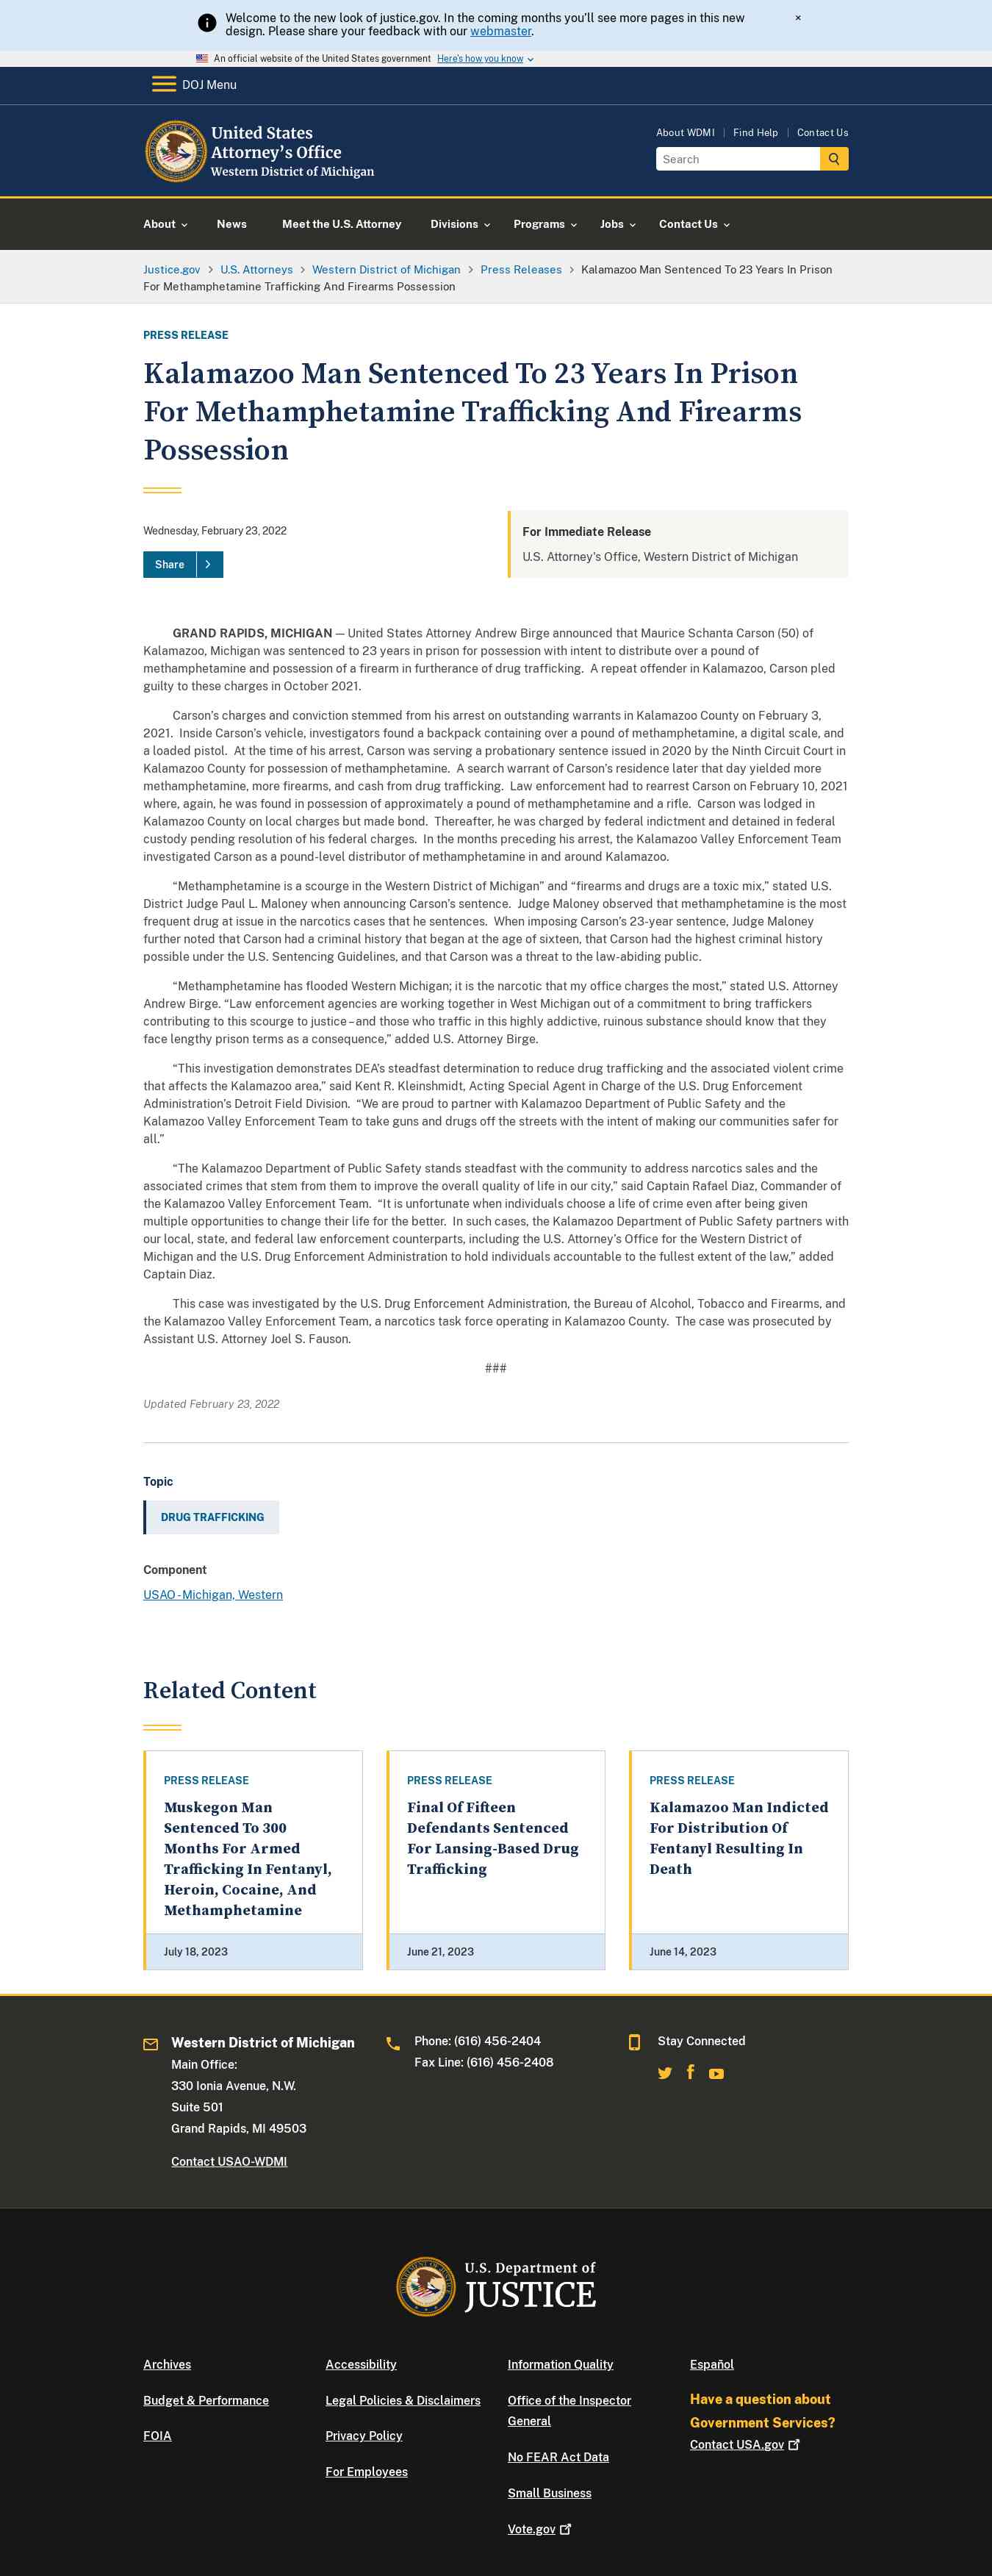 Welcome to the new look of justice.gov. In the coming months you'll see more pages in this new
design. Please share your feedback with our webmaster.
×
An official website of the United States government Here's how you know
DOJ Menu
United States
Attorney's Office
Western District of Michigan
About WDMI | Find Help | Contact Us
Search
About News Meet the U.S. Attorney Divisions Programs Jobs Contact Us
Justice.gov > U.S. Attorneys > Western District of Michigan > Press Releases > Kalamazoo Man Sentenced To 23 Years In Prison
For Methamphetamine Trafficking And Firearms Possession
PRESS RELEASE
Kalamazoo Man Sentenced To 23 Years In Prison
For Methamphetamine Trafficking And Firearms
Possession
Wednesday, February 23, 2022
Share
For Immediate Release
U.S. Attorney's Office, Western District of Michigan
GRAND RAPIDS, MICHIGAN — United States Attorney Andrew Birge announced that Maurice Schanta Carson (50) of
Kalamazoo, Michigan was sentenced to 23 years in prison for possession with intent to distribute over a pound of
methamphetamine and possession of a firearm in furtherance of drug trafficking.  A repeat offender in Kalamazoo, Carson pled
guilty to these charges in October 2021.
Carson's charges and conviction stemmed from his arrest on outstanding warrants in Kalamazoo County on February 3,
2021.  Inside Carson's vehicle, investigators found a backpack containing over a pound of methamphetamine, a digital scale, and
a loaded pistol.  At the time of his arrest, Carson was serving a probationary sentence issued in 2020 by the Ninth Circuit Court in
Kalamazoo County for possession of methamphetamine.  A search warrant of Carson's residence later that day yielded more
methamphetamine, more firearms, and cash from drug trafficking.  Law enforcement had to rearrest Carson on February 10, 2021
where, again, he was found in possession of approximately a pound of methamphetamine and a rifle.  Carson was lodged in
Kalamazoo County on local charges but made bond.  Thereafter, he was charged by federal indictment and detained in federal
custody pending resolution of his federal charges.  In the months preceding his arrest, the Kalamazoo Valley Enforcement Team
investigated Carson as a pound-level distributor of methamphetamine in and around Kalamazoo.
“Methamphetamine is a scourge in the Western District of Michigan” and “firearms and drugs are a toxic mix,” stated U.S.
District Judge Paul L. Maloney when announcing Carson's sentence.  Judge Maloney observed that methamphetamine is the most
frequent drug at issue in the narcotics cases that he sentences.  When imposing Carson's 23-year sentence, Judge Maloney
further noted that Carson had a criminal history that began at the age of sixteen, that Carson had the highest criminal history
possible under the U.S. Sentencing Guidelines, and that Carson was a threat to the law-abiding public.
“Methamphetamine has flooded Western Michigan; it is the narcotic that my office charges the most,” stated U.S. Attorney
Andrew Birge. “Law enforcement agencies are working together in West Michigan out of a commitment to bring traffickers
contributing to this scourge to justice – and those who traffic in this highly addictive, ruinous substance should know that they
face lengthy prison terms as a consequence,” added U.S. Attorney Birge.
“This investigation demonstrates DEA's steadfast determination to reduce drug trafficking and the associated violent crime
that affects the Kalamazoo area,” said Kent R. Kleinshmidt, Acting Special Agent in Charge of the U.S. Drug Enforcement
Administration's Detroit Field Division.  “We are proud to partner with Kalamazoo Department of Public Safety and the
Kalamazoo Valley Enforcement Team to take guns and drugs off the streets with the intent of making our communities safer for
all.”
“The Kalamazoo Department of Public Safety stands steadfast with the community to address narcotics sales and the
associated crimes that stem from them to improve the overall quality of life in our city,” said Captain Rafael Diaz, Commander of
the Kalamazoo Valley Enforcement Team.  “It is unfortunate when individuals choose a life of crime even after being given
multiple opportunities to change their life for the better.  In such cases, the Kalamazoo Department of Public Safety partners with
our local, state, and federal law enforcement counterparts, including the U.S. Attorney's Office for the Western District of
Michigan and the U.S. Drug Enforcement Administration to hold individuals accountable to the fullest extent of the law,” added
Captain Diaz.
This case was investigated by the U.S. Drug Enforcement Administration, the Bureau of Alcohol, Tobacco and Firearms, and
the Kalamazoo Valley Enforcement Team, a narcotics task force operating in Kalamazoo County.  The case was prosecuted by
Assistant U.S. Attorney Joel S. Fauson.
###
Updated February 23, 2022
Topic
DRUG TRAFFICKING
Component
USAO - Michigan, Western
Related Content
PRESS RELEASE
Muskegon Man
Sentenced To 300
Months For Armed
Trafficking In Fentanyl,
Heroin, Cocaine, And
Methamphetamine
July 18, 2023
PRESS RELEASE
Final Of Fifteen
Defendants Sentenced
For Lansing-Based Drug
Trafficking
June 21, 2023
PRESS RELEASE
Kalamazoo Man Indicted
For Distribution Of
Fentanyl Resulting In
Death
June 14, 2023
Western District of Michigan
Main Office:
330 Ionia Avenue, N.W.
Suite 501
Grand Rapids, MI 49503
Contact USAO-WDMI
Phone: (616) 456-2404
Fax Line: (616) 456-2408
Stay Connected
U.S. Department of
JUSTICE
Archives
Budget & Performance
FOIA
Accessibility
Legal Policies & Disclaimers
Privacy Policy
For Employees
Information Quality
Office of the Inspector
General
No FEAR Act Data
Small Business
Vote.gov
Español
Have a question about
Government Services?
Contact USA.gov